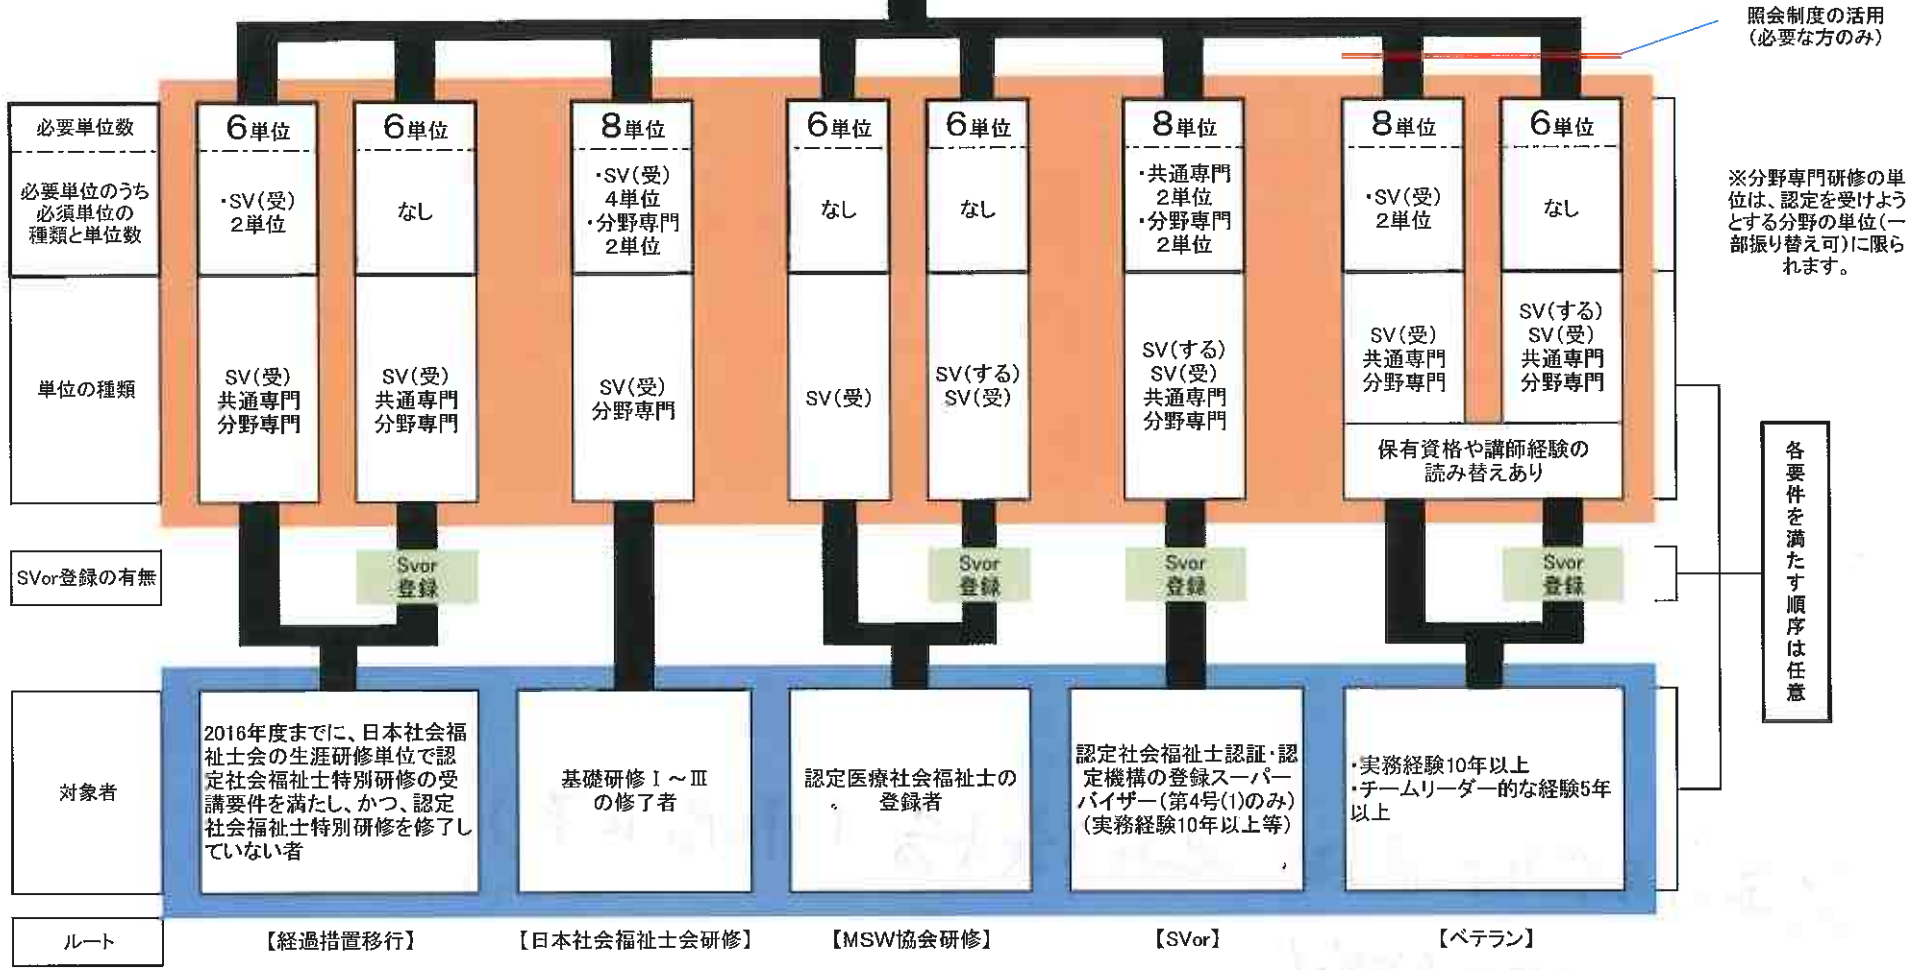 照会制度の活用
(必要な方のみ)
必要単位数
6単位
6単位
8単位
6単位
6単位
8単位
8単位
6単位
必要単位のうち
必須単位の
種類と単位数
・SV(受)
2単位
なし
・SV(受)
4単位
・分野専門
2単位
なし
なし
・共通専門
2単位
・分野専門
2単位
・SV(受)
2単位
なし
※分野専門研修の単
位は、認定を受けよう
とする分野の単位(一
部振り替え可)に限ら
れます。
単位の種類
SV(受)
共通専門
分野専門
SV(受)
共通専門
分野専門
SV(受)
分野専門
SV(受)
SV(する)
SV(受)
SV(する)
SV(受)
共通専門
分野専門
SV(受)
共通専門
分野専門
SV(する)
SV(受)
共通専門
分野専門
保有資格や講師経験の
読み替えあり
各要件を満たす順序は任意
SVor登録の有無
Svor
登録
Svor
登録
Svor
登録
Svor
登録
対象者
2016年度までに、日本社会福
祉士会の生涯研修単位で認
定社会福祉士特別研修の受
講要件を満たし、かつ、認定
社会福祉士特別研修を修了し
ていない者
基礎研修Ⅰ～Ⅲ
の修了者
認定医療社会福祉士の
登録者
認定社会福祉士認証・認
定機構の登録スーパー
バイザー(第4号(1)のみ)
(実務経験10年以上等)
・実務経験10年以上
・チームリーダー的な経験5年
以上
ルート
【経過措置移行】
【日本社会福祉士会研修】
【MSW協会研修】
【SVor】
【ベテラン】